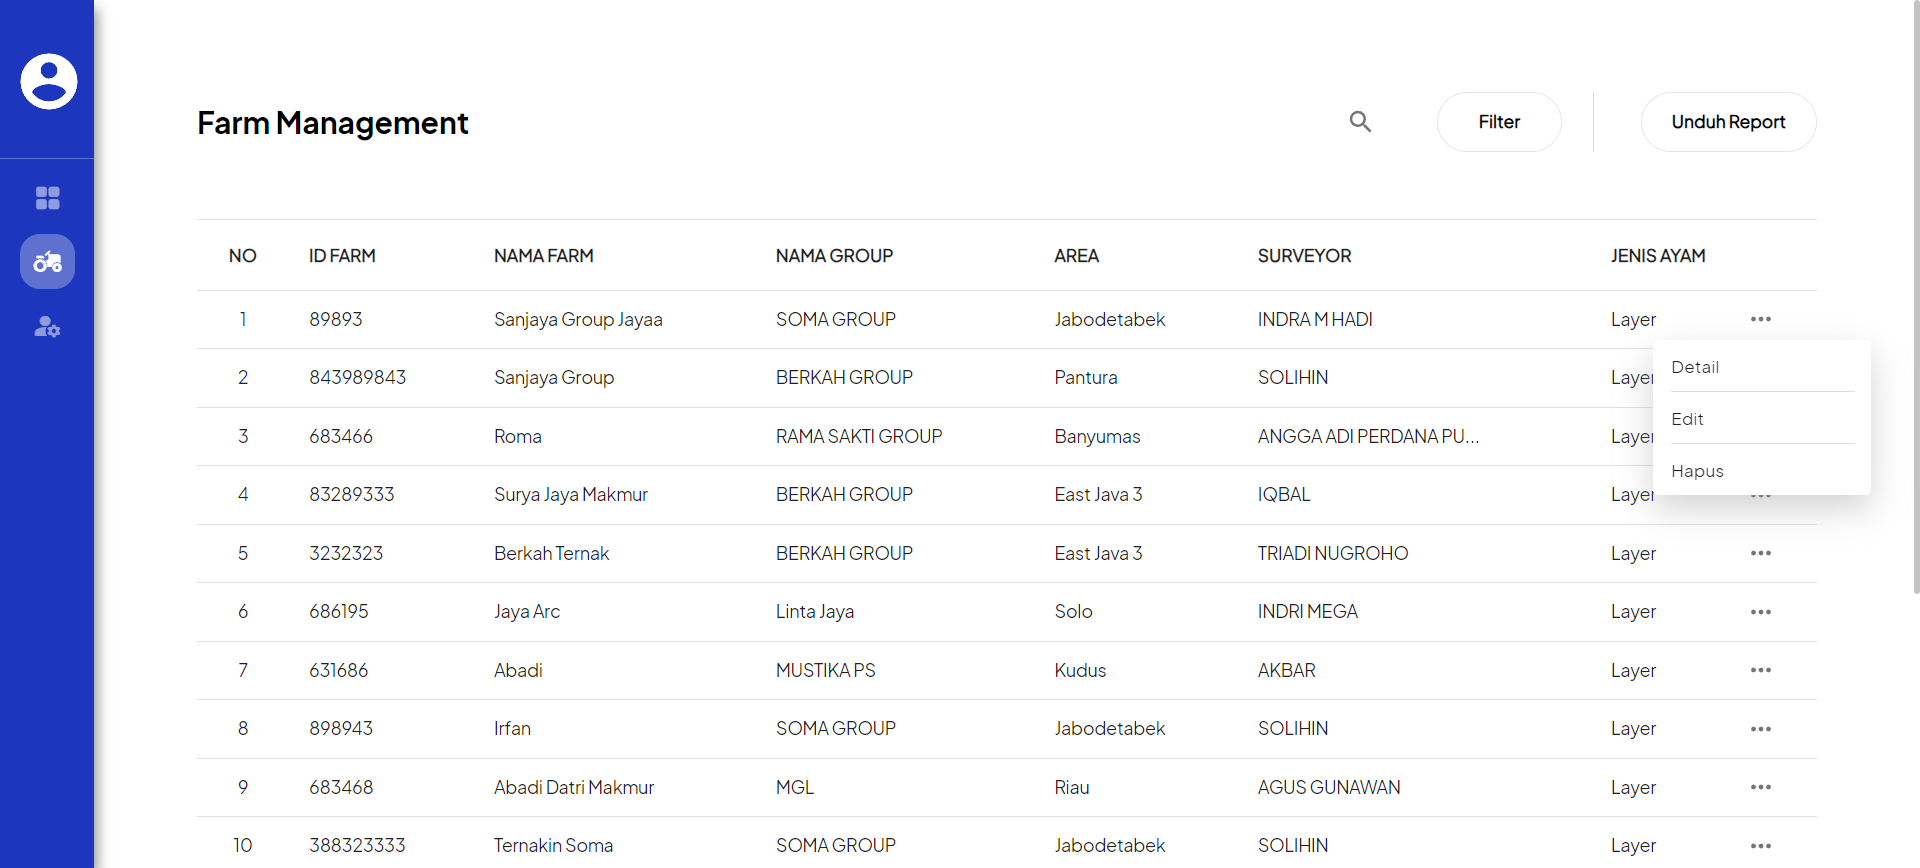 Farm Management
Filter
Unduh Report
NO ID FARM NAMA FARM NAMA GROUP AREA SURVEYOR JENIS AYAM
1 89893 Sanjaya Group Jayaa SOMA GROUP Jabodetabek INDRA M HADI Layer
Detail
2 843989843 Sanjaya Group BERKAH GROUP Pantura SOLIHIN Layer
Edit
3 683466 Roma RAMA SAKTI GROUP Banyumas ANGGA ADI PERDANA PU... Layer
Hapus
4 83289333 Surya Jaya Makmur BERKAH GROUP East Java 3 IQBAL Layer
5 3232323 Berkah Ternak BERKAH GROUP East Java 3 TRIADI NUGROHO Layer
6 686195 Jaya Arc Linta Jaya Solo INDRI MEGA Layer
7 631686 Abadi MUSTIKA PS Kudus AKBAR Layer
8 898943 Irfan SOMA GROUP Jabodetabek SOLIHIN Layer
9 683468 Abadi Datri Makmur MGL Riau AGUS GUNAWAN Layer
10 388323333 Ternakin Soma SOMA GROUP Jabodetabek SOLIHIN Layer